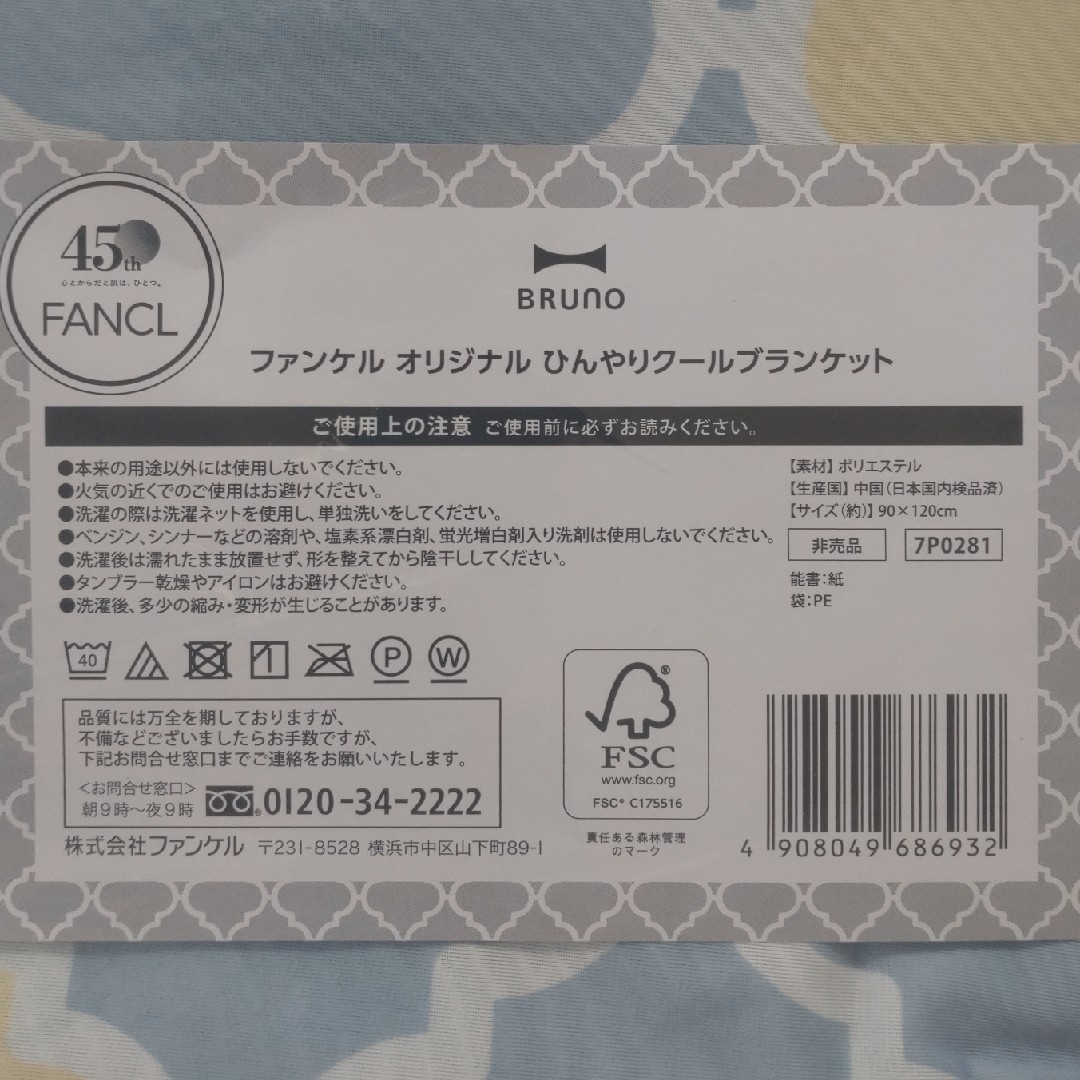 45th
心とからだと肌は、ひとつ。
FANCL
BRUNO
ファンケル オリジナル ひんやりクールブランケット
ご使用上の注意 ご使用前に必ずお読みください。
●本来の用途以外には使用しないでください。
●火気の近くでのご使用はお避けください。
●洗濯の際は洗濯ネットを使用し、単独洗いをしてください。
●ベンジン、シンナーなどの溶剤や、塩素系漂白剤、蛍光増白剤入り洗剤は使用しないでください。
●洗濯後は濡れたまま放置せず、形を整えてから陰干ししてください。
●タンブラー乾燥やアイロンはお避けください。
●洗濯後、多少の縮み・変形が生じることがあります。
【素材】ポリエステル
【生産国】中国(日本国内検品済)
【サイズ(約)】90×120cm
非売品 7P0281
能書:紙
袋:PE
40 P W
品質には万全を期しておりますが、
不備などございましたらお手数ですが、
下記お問合せ窓口までご連絡をお願いいたします。
<お問合せ窓口>
朝9時~夜9時
0120-34-2222
株式会社ファンケル 〒231-8528 横浜市中区山下町89-1
®
FSC
www.fsc.org
FSC® C175516
責任ある森林管理
のマーク
4 908049 686932